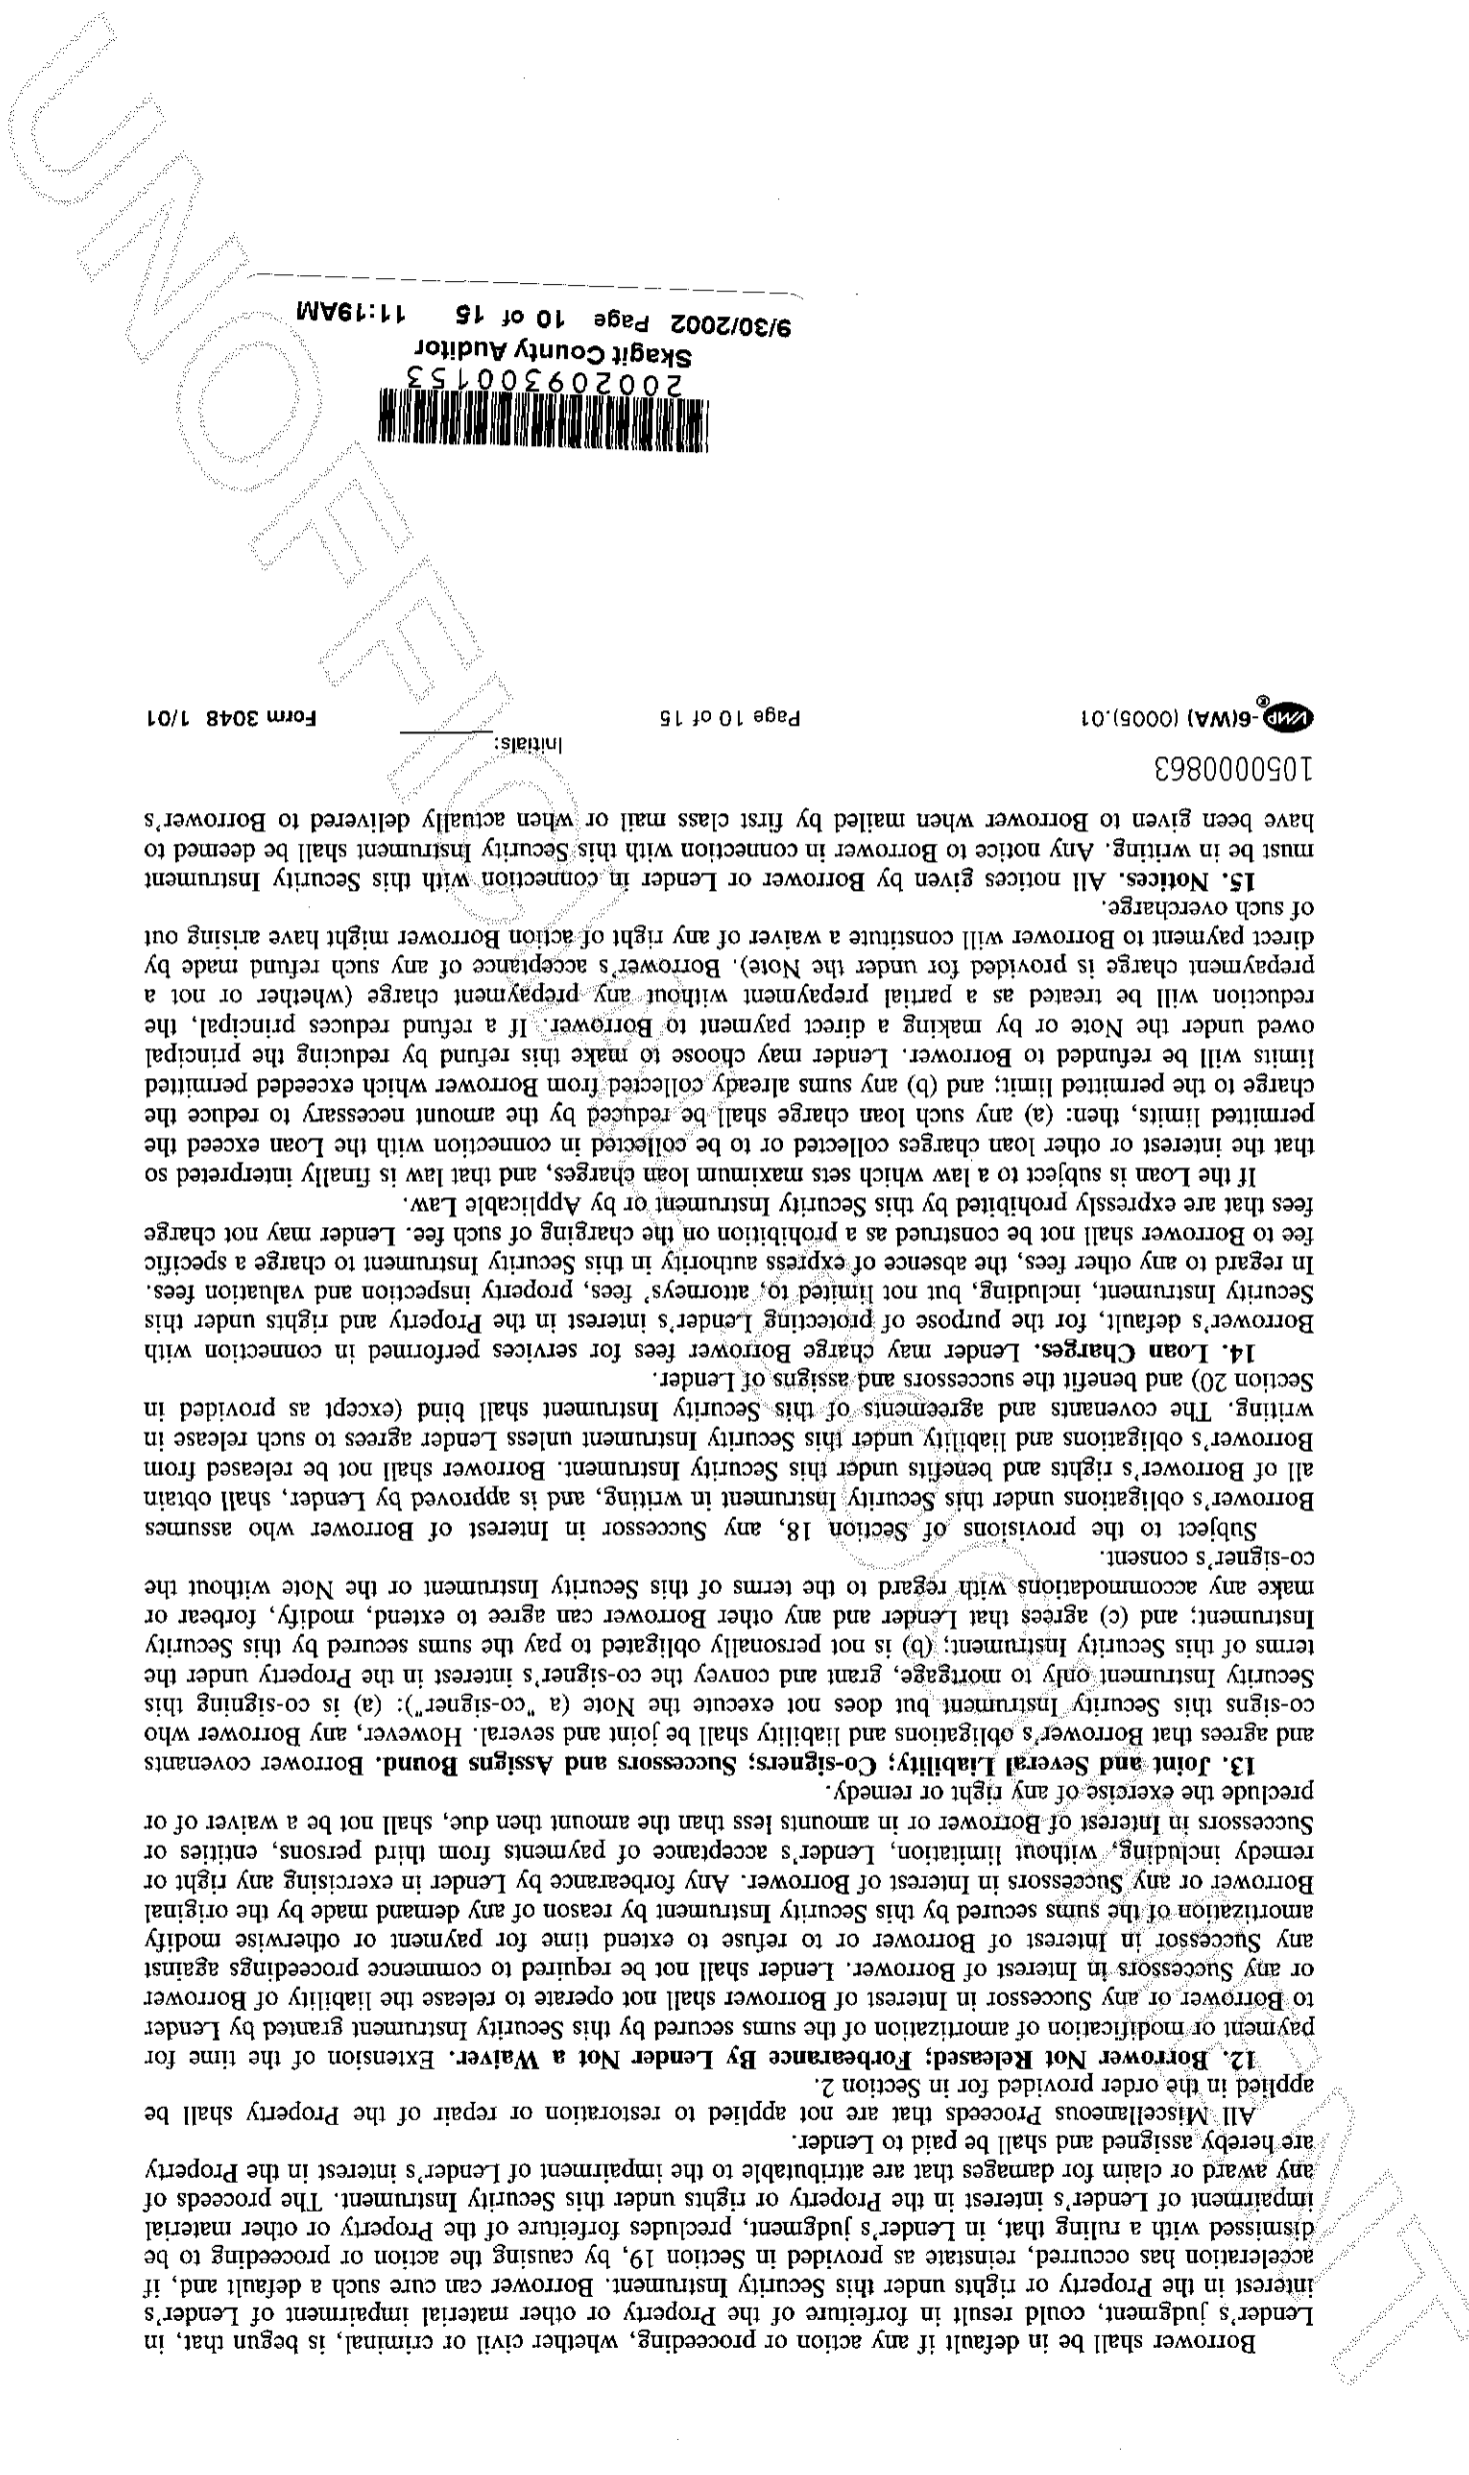 Borrower shall be in default if any action or proceeding, whether civil or criminal, is begun that, in
Lender's judgment, could result in forfeiture of the Property or other material impairment of Lender's
interest in the Property or rights under this Security Instrument. Borrower can cure such a default and, if
acceleration has occurred, reinstate as provided in Section 19, by causing the action or proceeding to be
dismissed with a ruling that, in Lender's judgment, precludes forfeiture of the Property or other material
impairment of Lender's interest in the Property or rights under this Security Instrument. The proceeds of
any award or claim for damages that are attributable to the impairment of Lender's interest in the Property
are hereby assigned and shall be paid to Lender.
All Miscellaneous Proceeds that are not applied to restoration or repair of the Property shall be
applied in the order provided for in Section 2.
12. Borrower Not Released; Forbearance By Lender Not a Waiver. Extension of the time for
payment or modification of amortization of the sums secured by this Security Instrument granted by Lender
to Borrower or any Successor in Interest of Borrower shall not operate to release the liability of Borrower
or any Successors in Interest of Borrower. Lender shall not be required to commence proceedings against
any Successor in Interest of Borrower or to refuse to extend time for payment or otherwise modify
amortization of the sums secured by this Security Instrument by reason of any demand made by the original
Borrower or any Successors in Interest of Borrower. Any forbearance by Lender in exercising any right or
remedy including, without limitation, Lender's acceptance of payments from third persons, entities or
Successors in Interest of Borrower or in amounts less than the amount then due, shall not be a waiver of or
preclude the exercise of any right or remedy.
13. Joint and Several Liability; Co-signers; Successors and Assigns Bound. Borrower covenants
and agrees that Borrower's obligations and liability shall be joint and several. However, any Borrower who
co-signs this Security Instrument but does not execute the Note (a "co-signer"): (a) is co-signing this
Security Instrument only to mortgage, grant and convey the co-signer's interest in the Property under the
terms of this Security Instrument; (b) is not personally obligated to pay the sums secured by this Security
Instrument; and (c) agrees that Lender and any other Borrower can agree to extend, modify, forbear or
make any accommodations with regard to the terms of this Security Instrument or the Note without the
co-signer's consent.
Subject to the provisions of Section 18, any Successor in Interest of Borrower who assumes
Borrower's obligations under this Security Instrument in writing, and is approved by Lender, shall obtain
all of Borrower's rights and benefits under this Security Instrument. Borrower shall not be released from
Borrower's obligations and liability under this Security Instrument unless Lender agrees to such release in
writing. The covenants and agreements of this Security Instrument shall bind (except as provided in
Section 20) and benefit the successors and assigns of Lender.
14. Loan Charges. Lender may charge Borrower fees for services performed in connection with
Borrower's default, for the purpose of protecting Lender's interest in the Property and rights under this
Security Instrument, including, but not limited to, attorneys' fees, property inspection and valuation fees.
In regard to any other fees, the absence of express authority in this Security Instrument to charge a specific
fee to Borrower shall not be construed as a prohibition on the charging of such fee. Lender may not charge
fees that are expressly prohibited by this Security Instrument or by Applicable Law.
If the Loan is subject to a law which sets maximum loan charges, and that law is finally interpreted so
that the interest or other loan charges collected or to be collected in connection with the Loan exceed the
permitted limits, then: (a) any such loan charge shall be reduced by the amount necessary to reduce the
charge to the permitted limit; and (b) any sums already collected from Borrower which exceeded permitted
limits will be refunded to Borrower. Lender may choose to make this refund by reducing the principal
owed under the Note or by making a direct payment to Borrower. If a refund reduces principal, the
reduction will be treated as a partial prepayment without any prepayment charge (whether or not a
prepayment charge is provided for under the Note). Borrower's acceptance of any such refund made by
direct payment to Borrower will constitute a waiver of any right of action Borrower might have arising out
of such overcharge.
15. Notices. All notices given by Borrower or Lender in connection with this Security Instrument
must be in writing. Any notice to Borrower in connection with this Security Instrument shall be deemed to
have been given to Borrower when mailed by first class mail or when actually delivered to Borrower's
1050000863
Initials:
VMP®-6(WA) (0005).01 Page 10 of 15 Form 3048 1/01
200209300153
Skagit County Auditor
9/30/2002 Page 10 of 15 11:19AM
UNOFFICIAL DOCUMENT